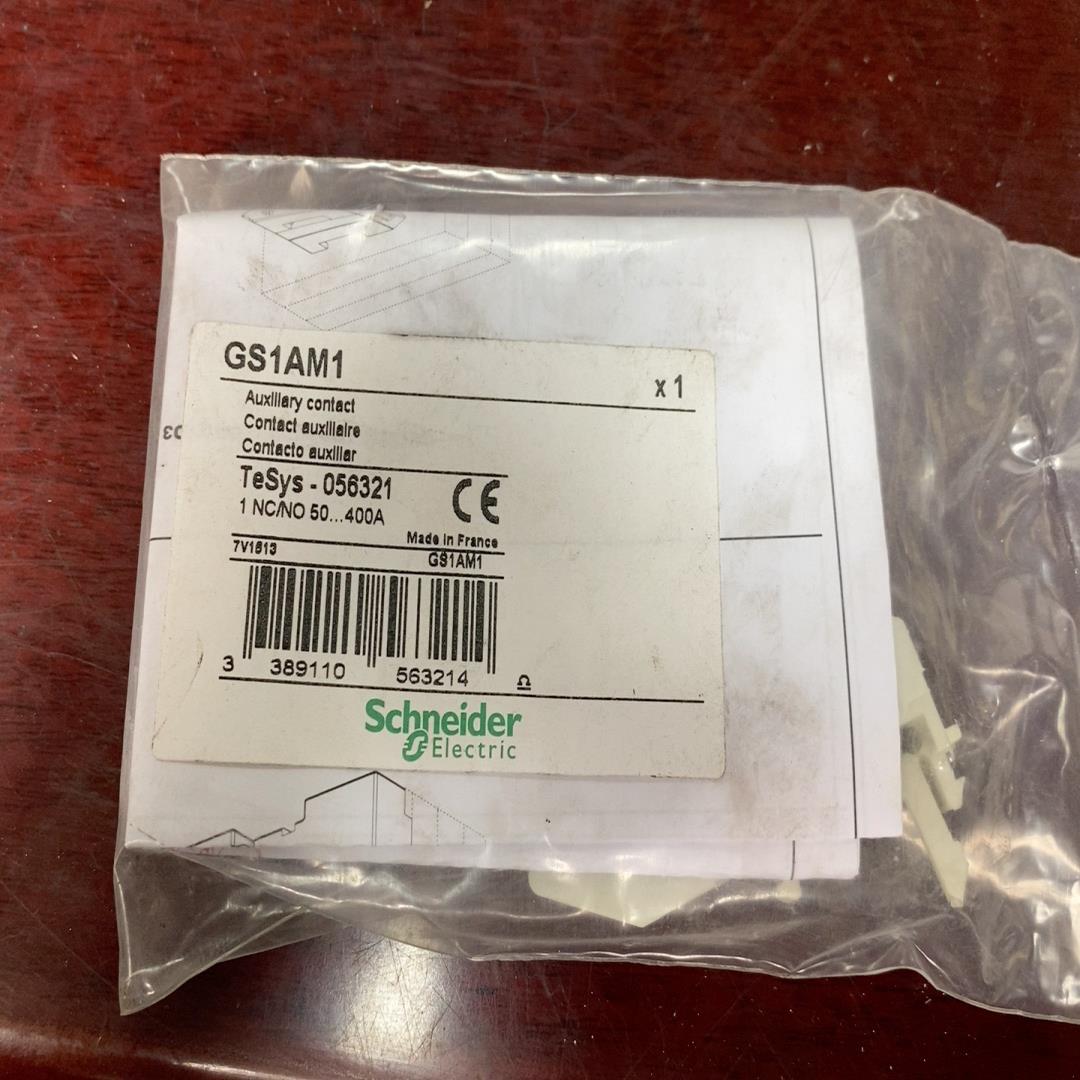 GS1AM1
x 1
Auxiliary contact
Contact auxiliaire
Contacto auxiliar
TeSys - 056321
1 NC/NO 50...400A
CE
Made in France
7V1513
GS1AM1
3 389110 563214
Schneider
Electric